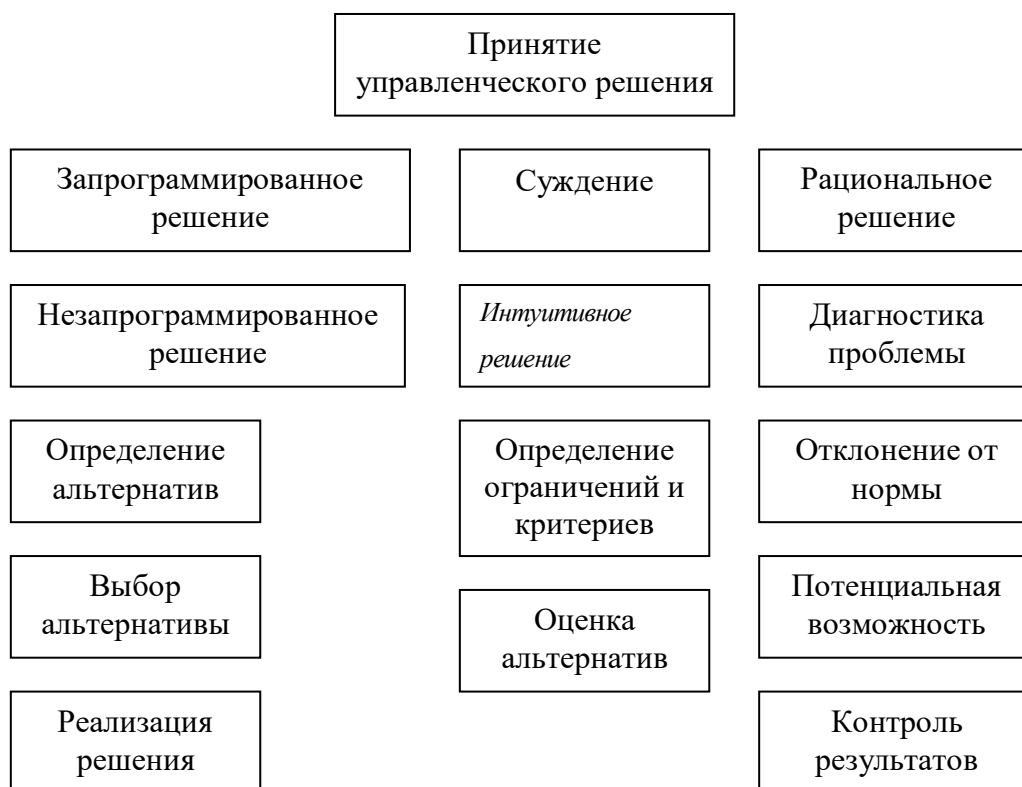 Принятие
управленческого решения
Запрограммированное
решение
Суждение
Рациональное
решение
Незапрограммированное
решение
Интуитивное
решение
Диагностика
проблемы
Определение
альтернатив
Определение
ограничений и
критериев
Отклонение от
нормы
Выбор
альтернативы
Оценка
альтернатив
Потенциальная
возможность
Реализация
решения
Контроль
результатов